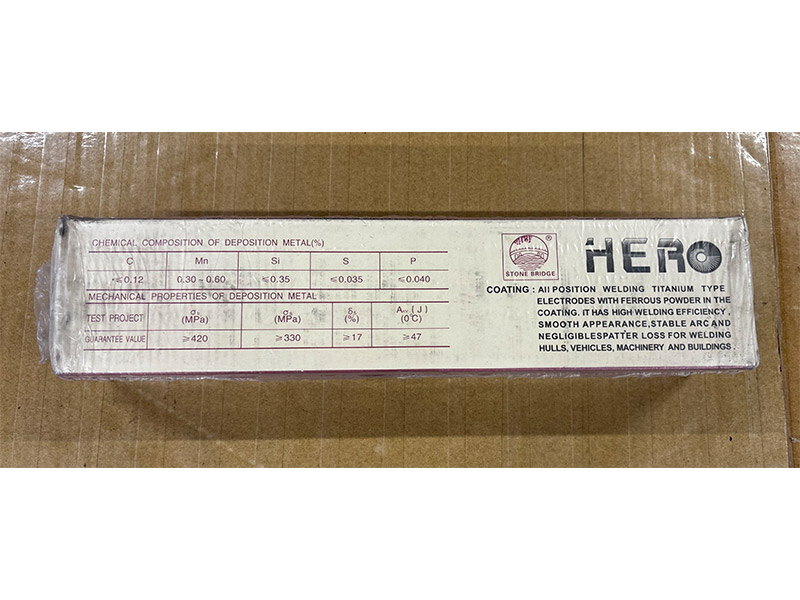 CHEMICAL COMPOSITION OF DEPOSITION METAL(%)
C Mn Si S P
≤0.12 0.30-0.60 ≤0.35 ≤0.035 ≤0.040
MECHANICAL PROPERTIES OF DEPOSITION METAL
TEST PROJECT (MPa) (MPa) δ₅ (%) (J) (0℃)
GUARANTEE VALUE ≥420 ≥330 ≥17 ≥47
®
STONE BRIDGE
HERO
COATING : All POSITION WELDING TITANIUM TYPE
ELECTRODES WITH FERROUS POWDER IN THE
COATING. IT HAS HIGH WELDING EFFICIENCY,
SMOOTH APPEARANCE,STABLE ARC AND
NEGLIGIBLESPATTER LOSS FOR WELDING
HULLS, VEHICLES, MACHINERY AND BUILDINGS.